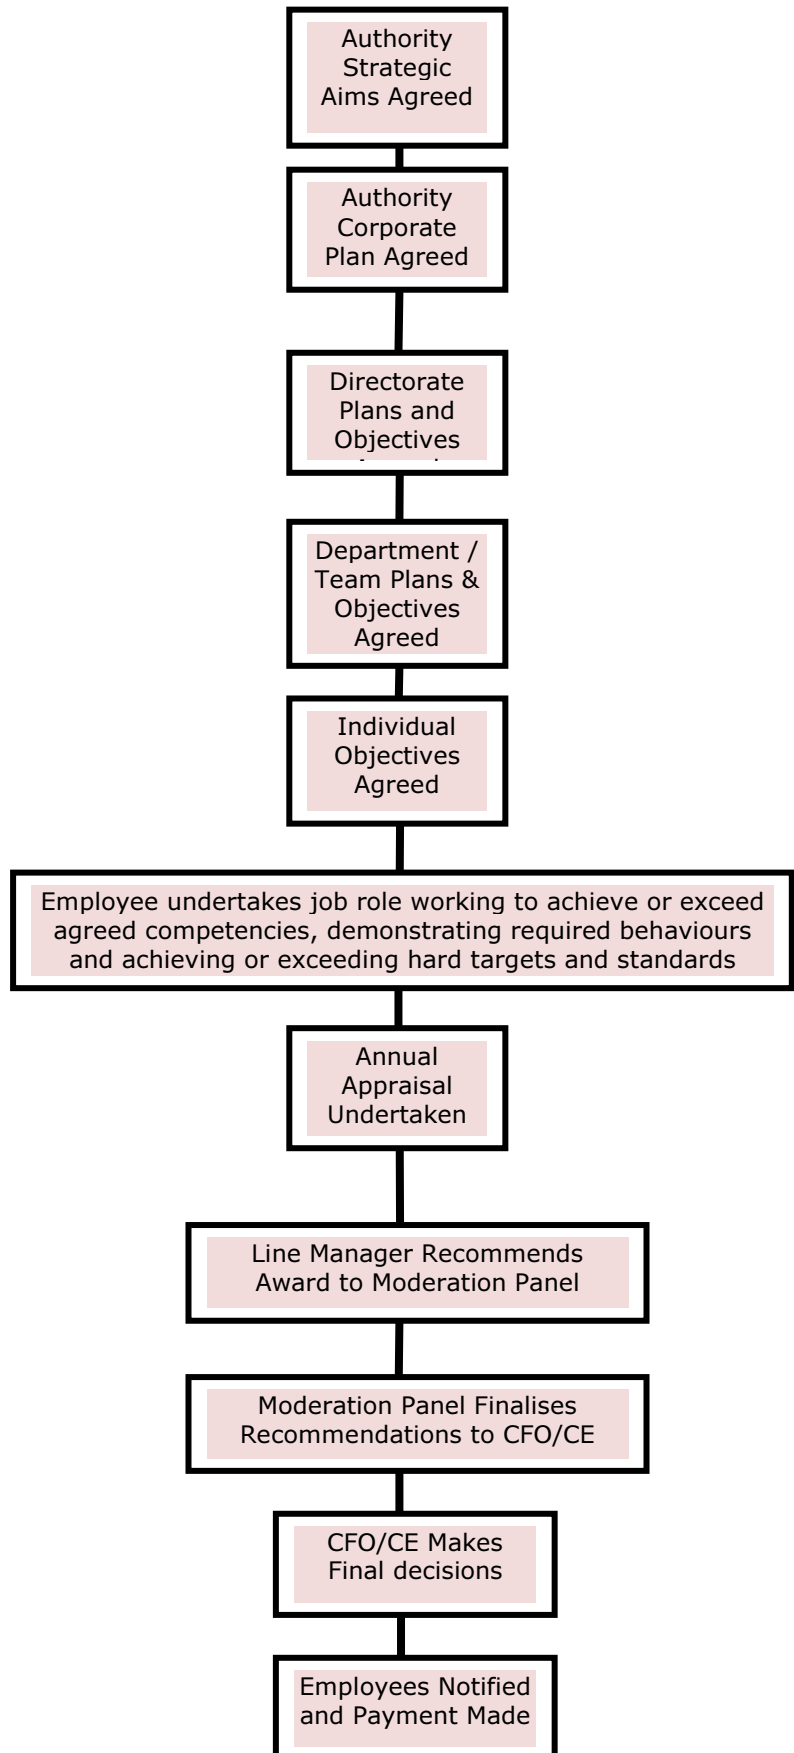 Authority
Strategic
Aims Agreed
Authority
Corporate
Plan Agreed
Directorate
Plans and
Objectives
Department /
Team Plans &
Objectives
Agreed
Individual
Objectives
Agreed
Employee undertakes job role working to achieve or exceed
agreed competencies, demonstrating required behaviours
and achieving or exceeding hard targets and standards
Annual
Appraisal
Undertaken
Line Manager Recommends
Award to Moderation Panel
Moderation Panel Finalises
Recommendations to CFO/CE
CFO/CE Makes
Final decisions
Employees Notified
and Payment Made